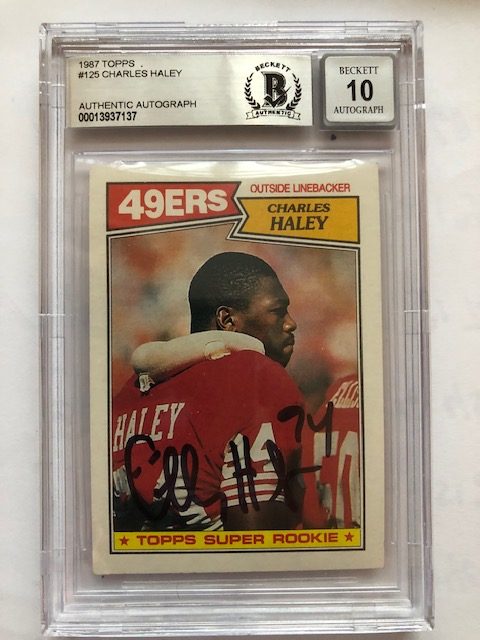 1987 TOPPS .
#125 CHARLES HALEY
AUTHENTIC AUTOGRAPH
00013937137
BECKETT
B
AUTHENTIC
BECKETT
10
AUTOGRAPH
49ERS
OUTSIDE LINEBACKER
CHARLES
HALEY
HALEY
94
TOPPS SUPER ROOKIE